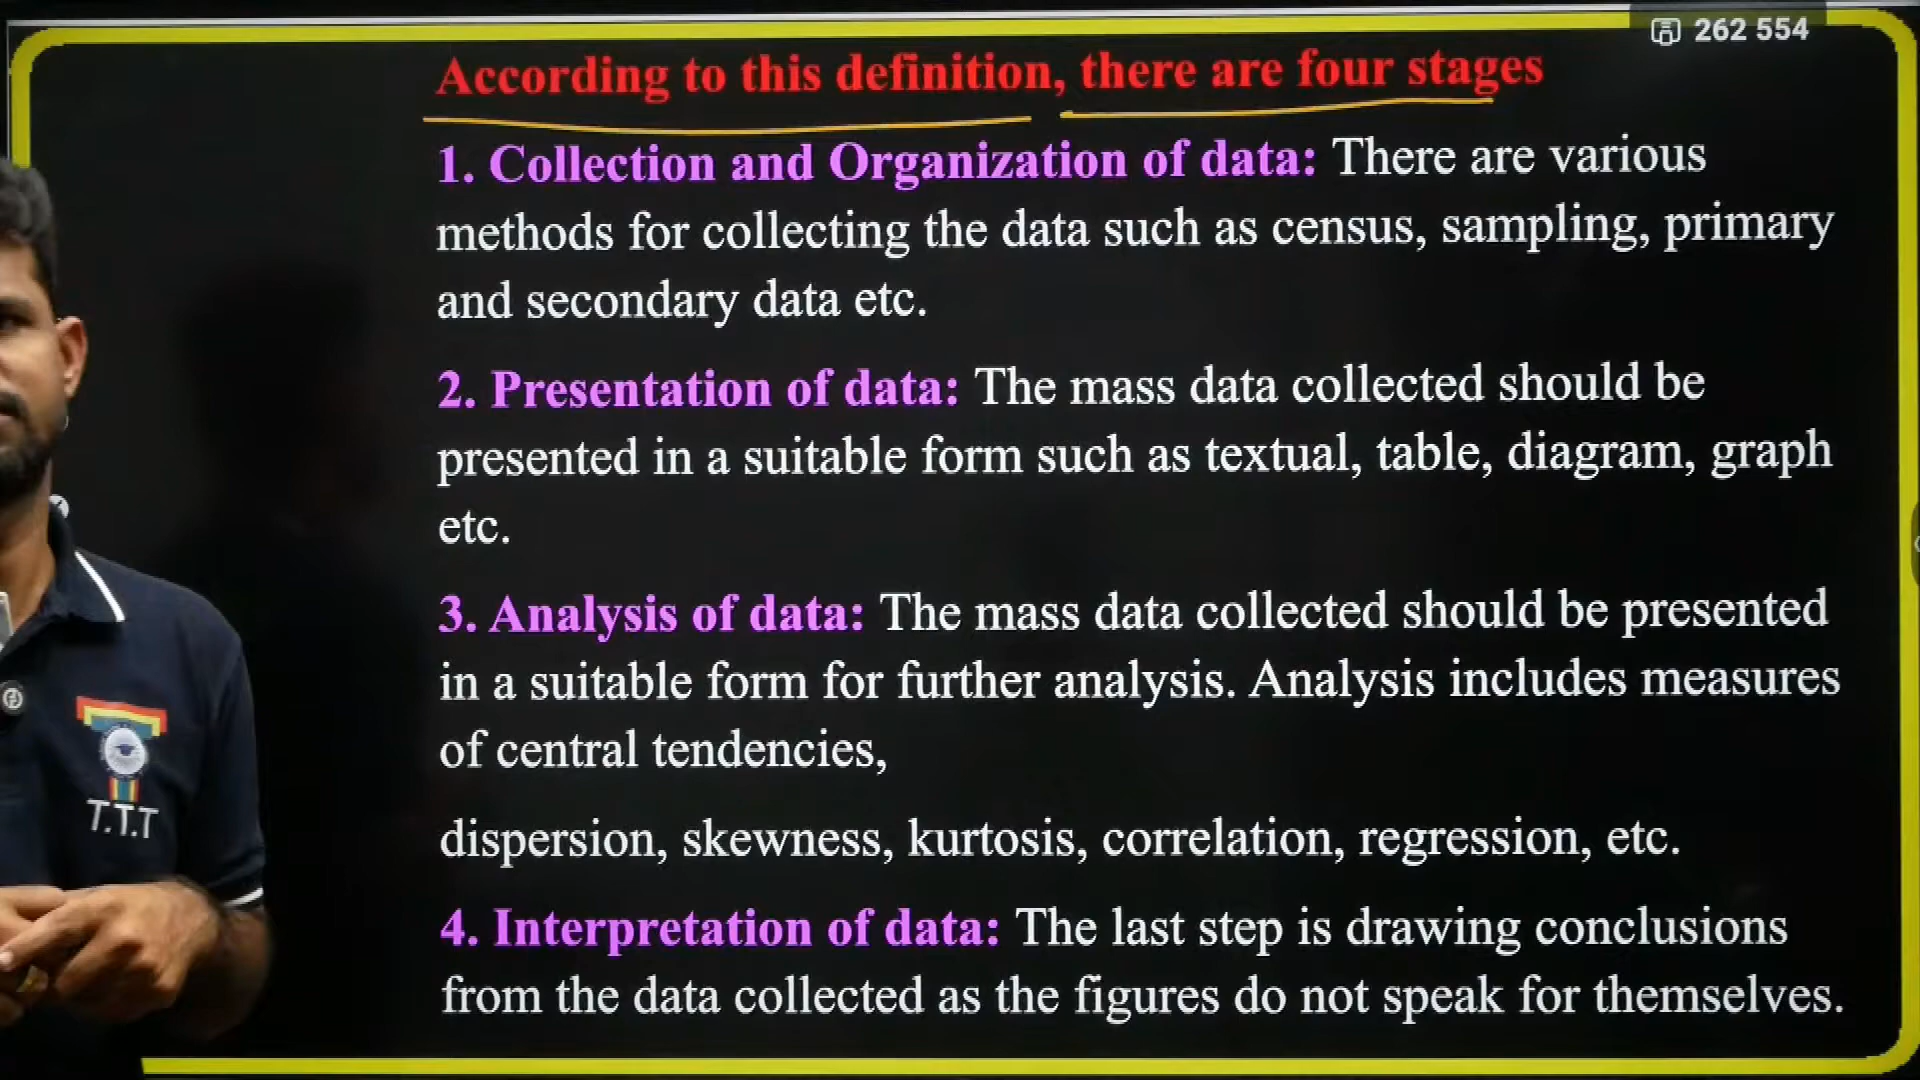 262 554
According to this definition, there are four stages
1. Collection and Organization of data: There are various
methods for collecting the data such as census, sampling, primary
and secondary data etc.
2. Presentation of data: The mass data collected should be
presented in a suitable form such as textual, table, diagram, graph
etc.
3. Analysis of data: The mass data collected should be presented
in a suitable form for further analysis. Analysis includes measures
of central tendencies,
dispersion, skewness, kurtosis, correlation, regression, etc.
4. Interpretation of data: The last step is drawing conclusions
from the data collected as the figures do not speak for themselves.
T.T.T